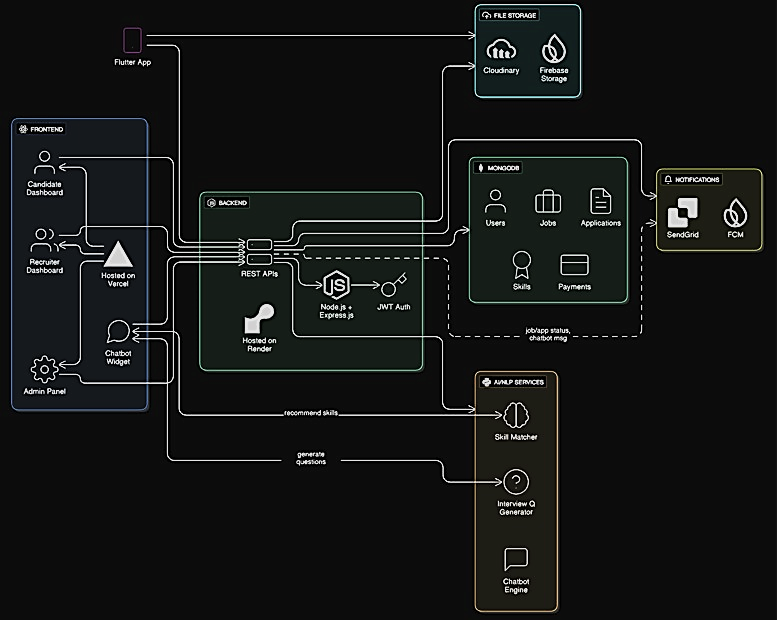 FILE STORAGE
Cloudinary
Firebase
Storage
Flutter App
FRONTEND
Candidate
Dashboard
Recruiter
Dashboard
Hosted on
Vercel
Chatbot
Widget
Admin Panel
BACKEND
REST APIs
JS
Node.js +
Express.js
JWT Auth
Hosted on
Render
MONGODB
Users
Jobs
Applications
Skills
Payments
NOTIFICATIONS
SendGrid
FCM
job/app status,
chatbot msg
recommend skills
generate
questions
AI/NLP SERVICES
Skill Matcher
?
Interview Q
Generator
Chatbot
Engine